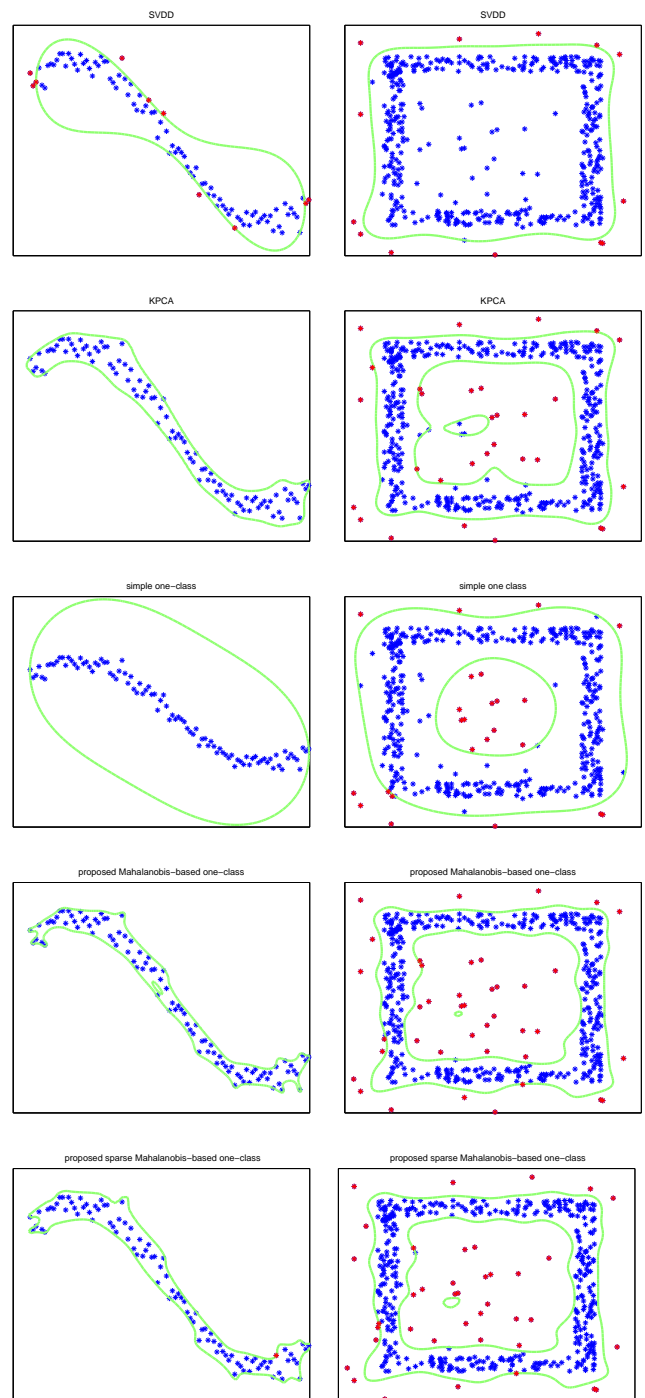 SVDD
SVDD
KPCA
KPCA
simple one−class
simple one class
proposed Mahalanobis−based one−class
proposed Mahalanobis−based one−class
proposed sparse Mahalanobis−based one−class
proposed sparse Mahalanobis−based one−class